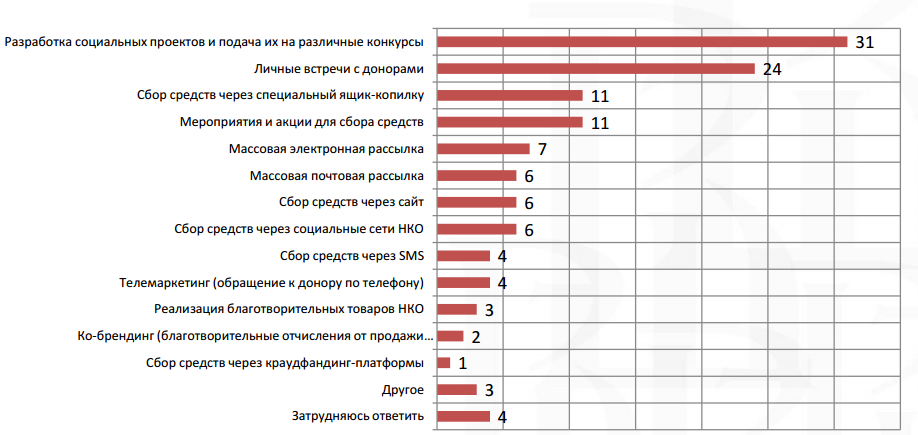 Разработка социальных проектов и подача их на различные конкурсы 31
Личные встречи с донорами 24
Сбор средств через специальный ящик-копилку 11
Мероприятия и акции для сбора средств 11
Массовая электронная рассылка 7
Массовая почтовая рассылка 6
Сбор средств через сайт 6
Сбор средств через социальные сети НКО 6
Сбор средств через SMS 4
Телемаркетинг (обращение к донору по телефону) 4
Реализация благотворительных товаров НКО 3
Ко-брендинг (благотворительные отчисления от продажи... 2
Сбор средств через краудфандинг-платформы 1
Другое 3
Затрудняюсь ответить 4